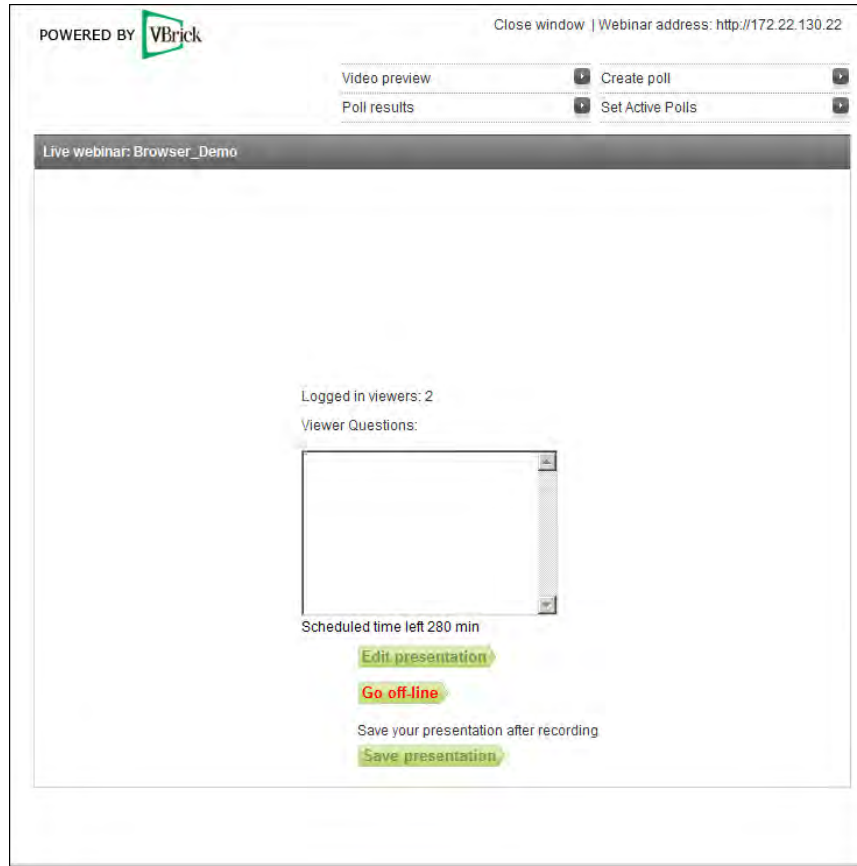 POWERED BY VBrick
Close window | Webinar address: http://172.22.130.22
Video preview
Create poll
Poll results
Set Active Polls
Live webinar: Browser_Demo
Logged in viewers: 2
Viewer Questions:
Scheduled time left 280 min
Edit presentation
Go off-line
Save your presentation after recording
Save presentation